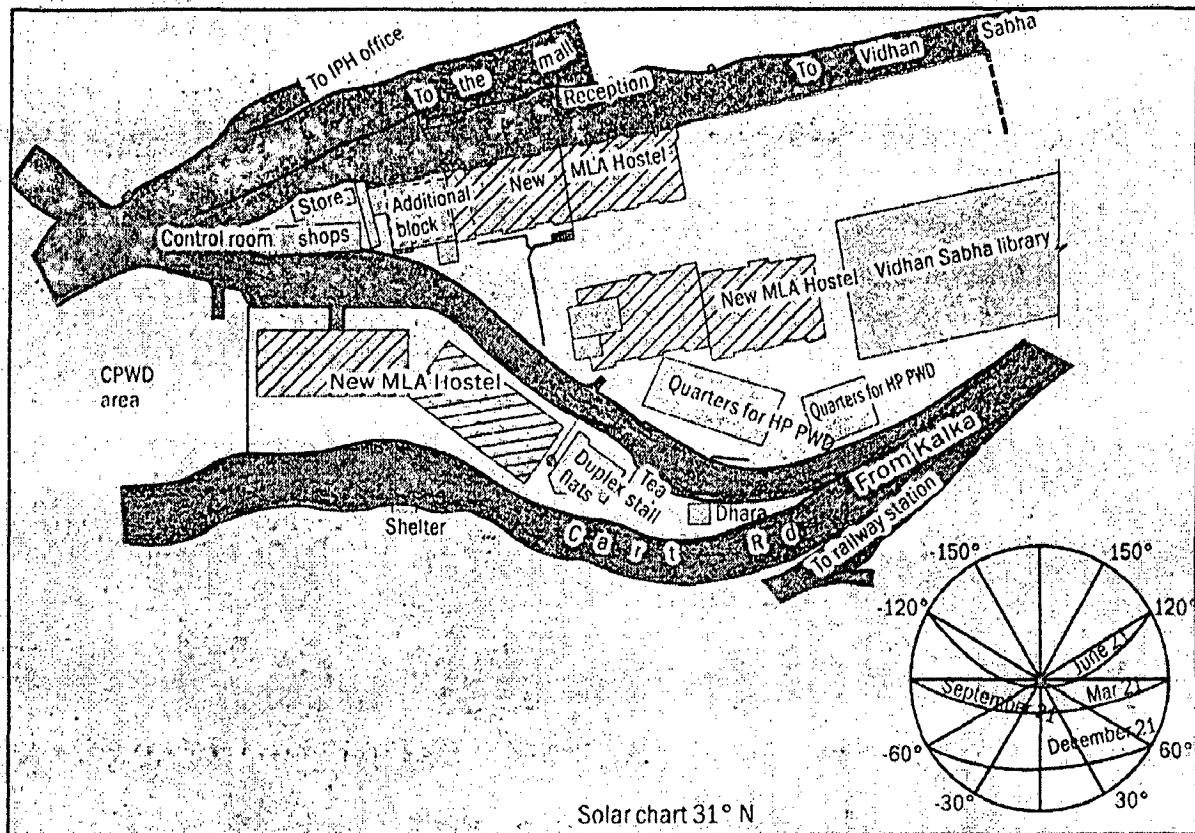 To IPH office
To the mall
To Vidhan Sabha
Reception
New MLA Hostel
Additional
block
Store
Control room shops
New MLA Hostel
Vidhan Sabha library
CPWD
area
New MLA Hostel
Quarters for HP PWD
Quarters for HP PWD
Tea
stall
Duplex
flats
Dhara
Shelter
Cart Rd
From Kalka
To railway station
-150° 150°
-120° 120°
June 21
September 21 Mar 21
December 21
-60° 60°
-30° 30°
Solar chart 31° N